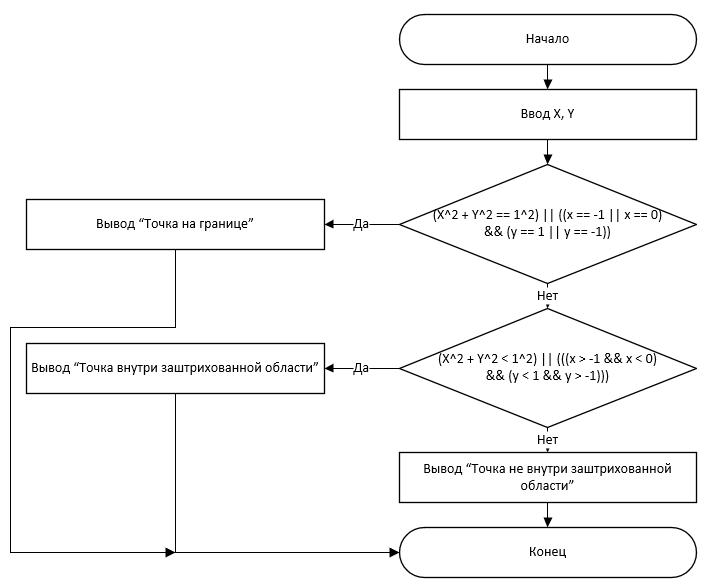 Начало
Ввод X, Y
(X^2 + Y^2 == 1^2) || ((x == -1 || x == 0)
&& (y == 1 || y == -1))
Да
Вывод “Точка на границе”
Нет
(X^2 + Y^2 < 1^2) || (((x > -1 && x < 0)
&& (y < 1 && y > -1)))
Да
Вывод “Точка внутри заштрихованной области”
Нет
Вывод “Точка не внутри заштрихованной
области”
Конец